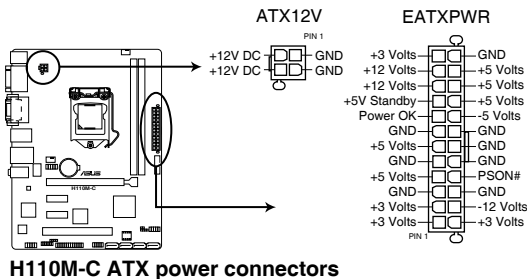 ATX12V
EATXPWR
PIN 1
+12V DC GND
+12V DC GND
+3 Volts GND
+12 Volts +5 Volts
+12 Volts +5 Volts
+5V Standby +5 Volts
Power OK -5 Volts
GND GND
+5 Volts GND
GND GND
+5 Volts PSON#
GND GND
+3 Volts -12 Volts
+3 Volts +3 Volts
PIN 1
/SUS
H110M-C
H110M-C ATX power connectors